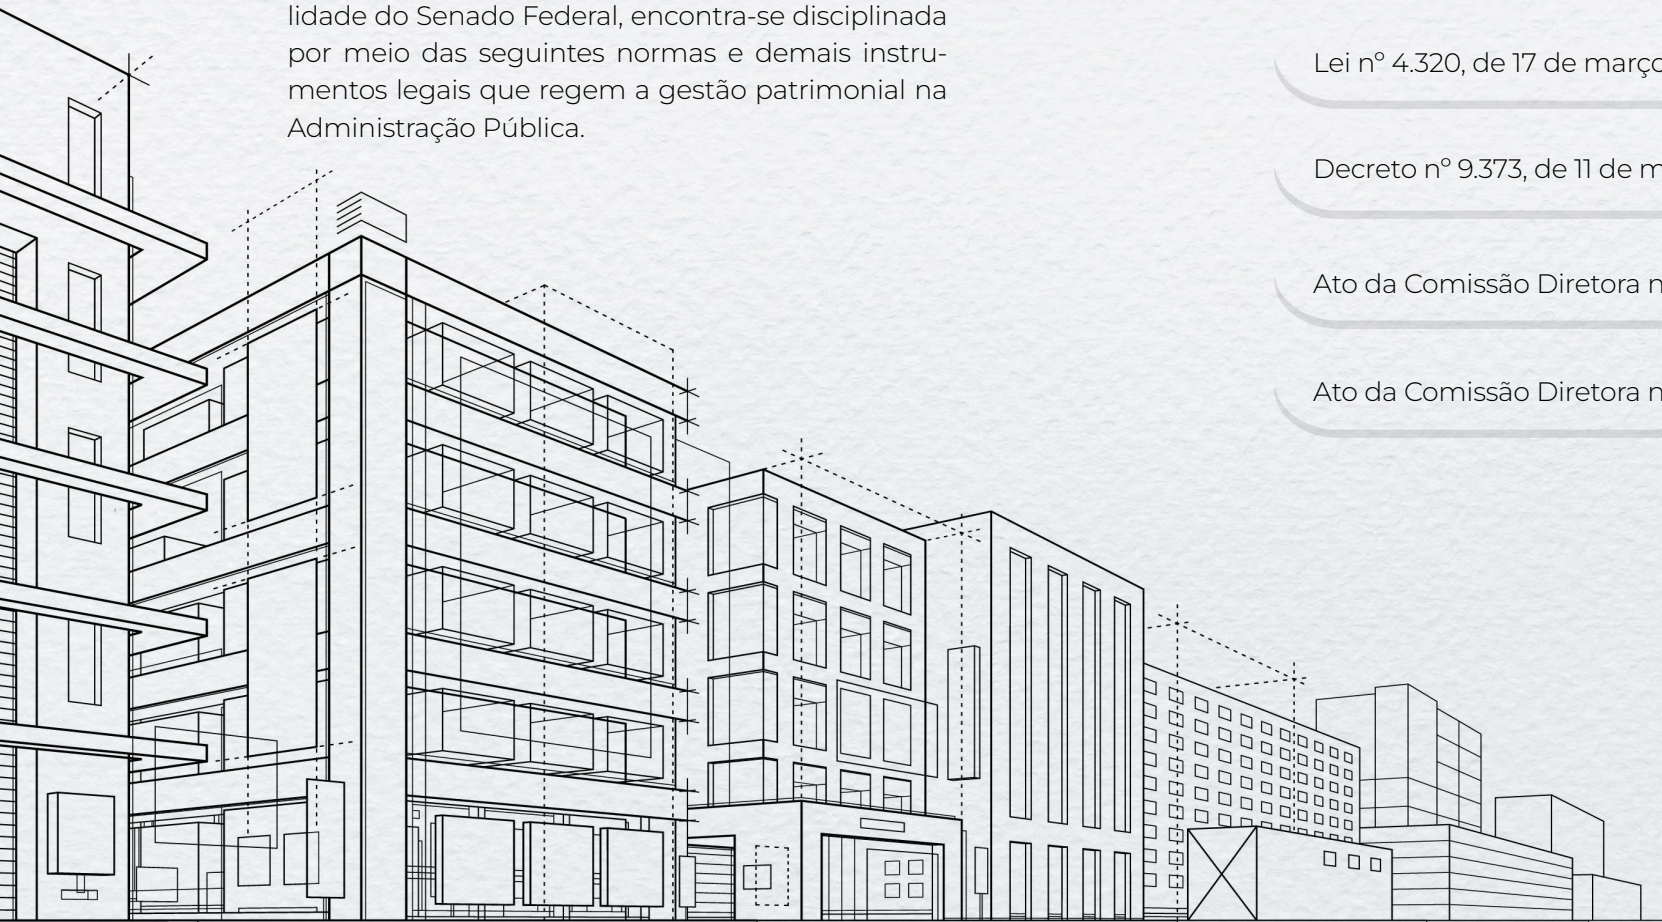 lidade do Senado Federal, encontra-se disciplinada
por meio das seguintes normas e demais instru-
mentos legais que regem a gestão patrimonial na
Administração Pública.
Lei nº 4.320, de 17 de março
Decreto nº 9.373, de 11 de
Ato da Comissão Diretora
Ato da Comissão Diretora